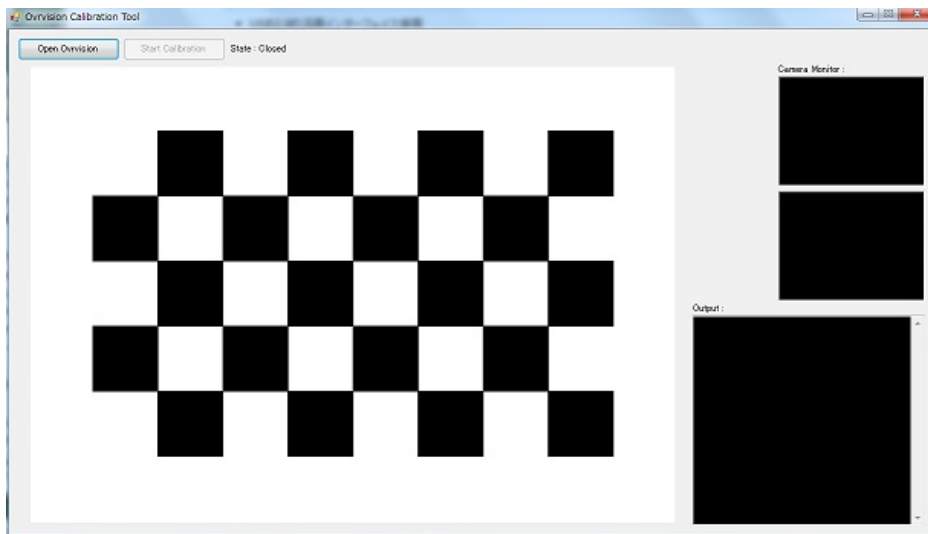 Ovrvision Calibration Tool
Open Ovrvision
Start Calibration
State : Closed
Camera Monitor :
Output :